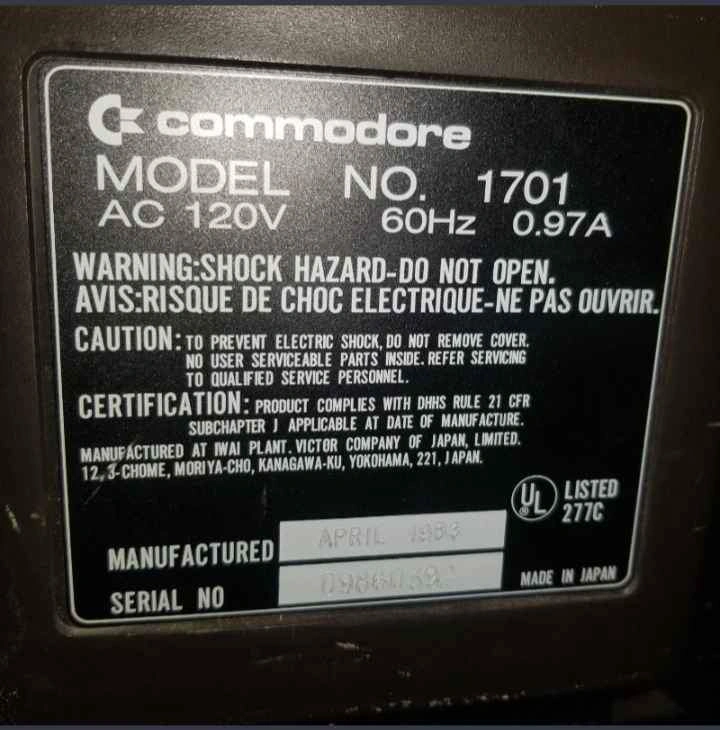 commodore
MODEL NO. 1701
AC 120V 60Hz 0.97A
WARNING:SHOCK HAZARD-DO NOT OPEN.
AVIS:RISQUE DE CHOC ELECTRIQUE-NE PAS OUVRIR.
CAUTION: TO PREVENT ELECTRIC SHOCK, DO NOT REMOVE COVER.
NO USER SERVICEABLE PARTS INSIDE. REFER SERVICING
TO QUALIFIED SERVICE PERSONNEL.
CERTIFICATION: PRODUCT COMPLIES WITH DHHS RULE 21 CFR
SUBCHAPTER J APPLICABLE AT DATE OF MANUFACTURE.
MANUFACTURED AT IWAI PLANT. VICTOR COMPANY OF JAPAN, LIMITED.
12, 3-CHOME, MORIYA-CHO, KANAGAWA-KU, YOKOHAMA, 221, JAPAN.
UL LISTED
277C
MANUFACTURED APRIL 1983
SERIAL NO
MADE IN JAPAN